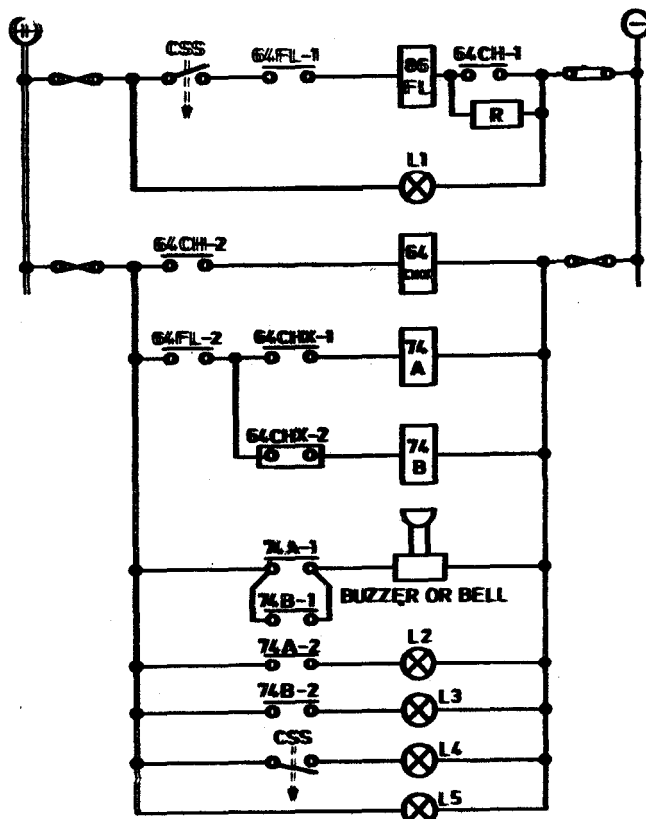 + −
CSS 64FL-1 86 FL 64CH-1
R
L1
64CH-2 64
64FL-2 64CHX-1 74 A
64CHX-2 74 B
74A-1
BUZZER OR BELL
74B-1
74A-2 L2
74B-2 L3
CSS L4
L5